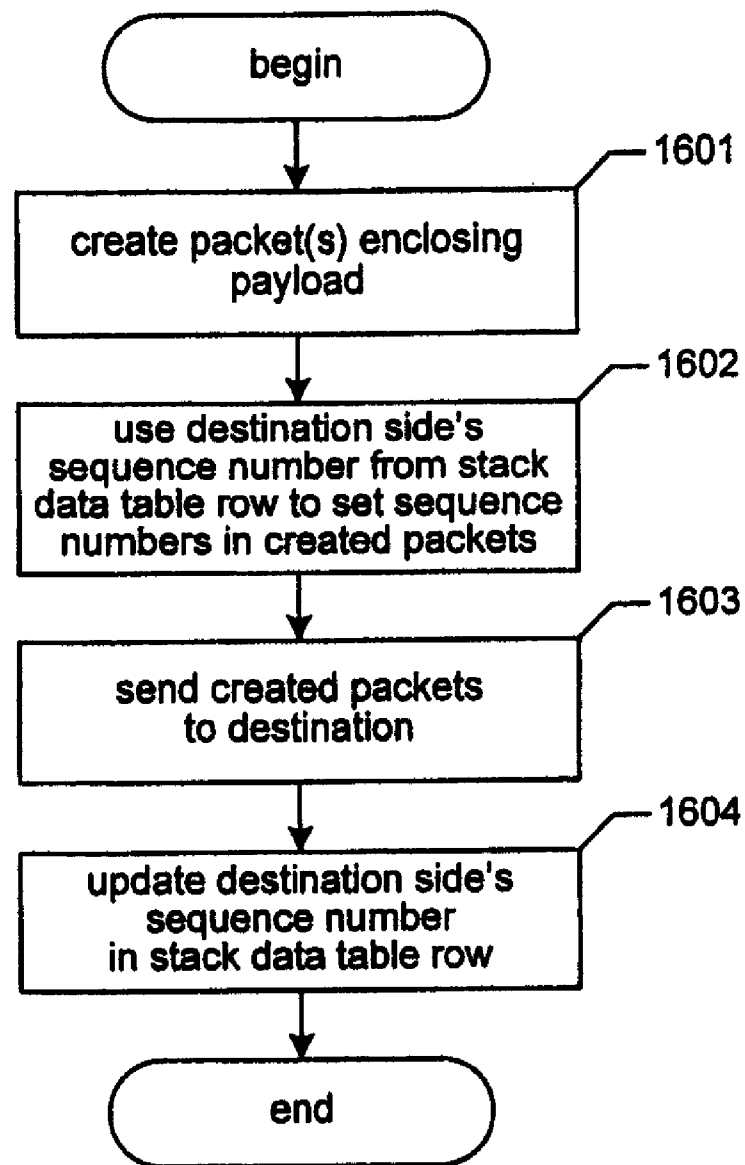 begin
1601
create packet(s) enclosing
payload
1602
use destination side's
sequence number from stack
data table row to set sequence
numbers in created packets
1603
send created packets
to destination
1604
update destination side's
sequence number
in stack data table row
end